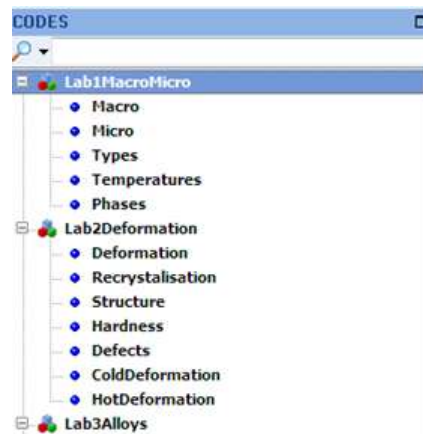 CODES
Lab1MacroMicro
Macro
Micro
Types
Temperatures
Phases
Lab2Deformation
Deformation
Recrystalisation
Structure
Hardness
Defects
ColdDeformation
HotDeformation
Lab3Alloys